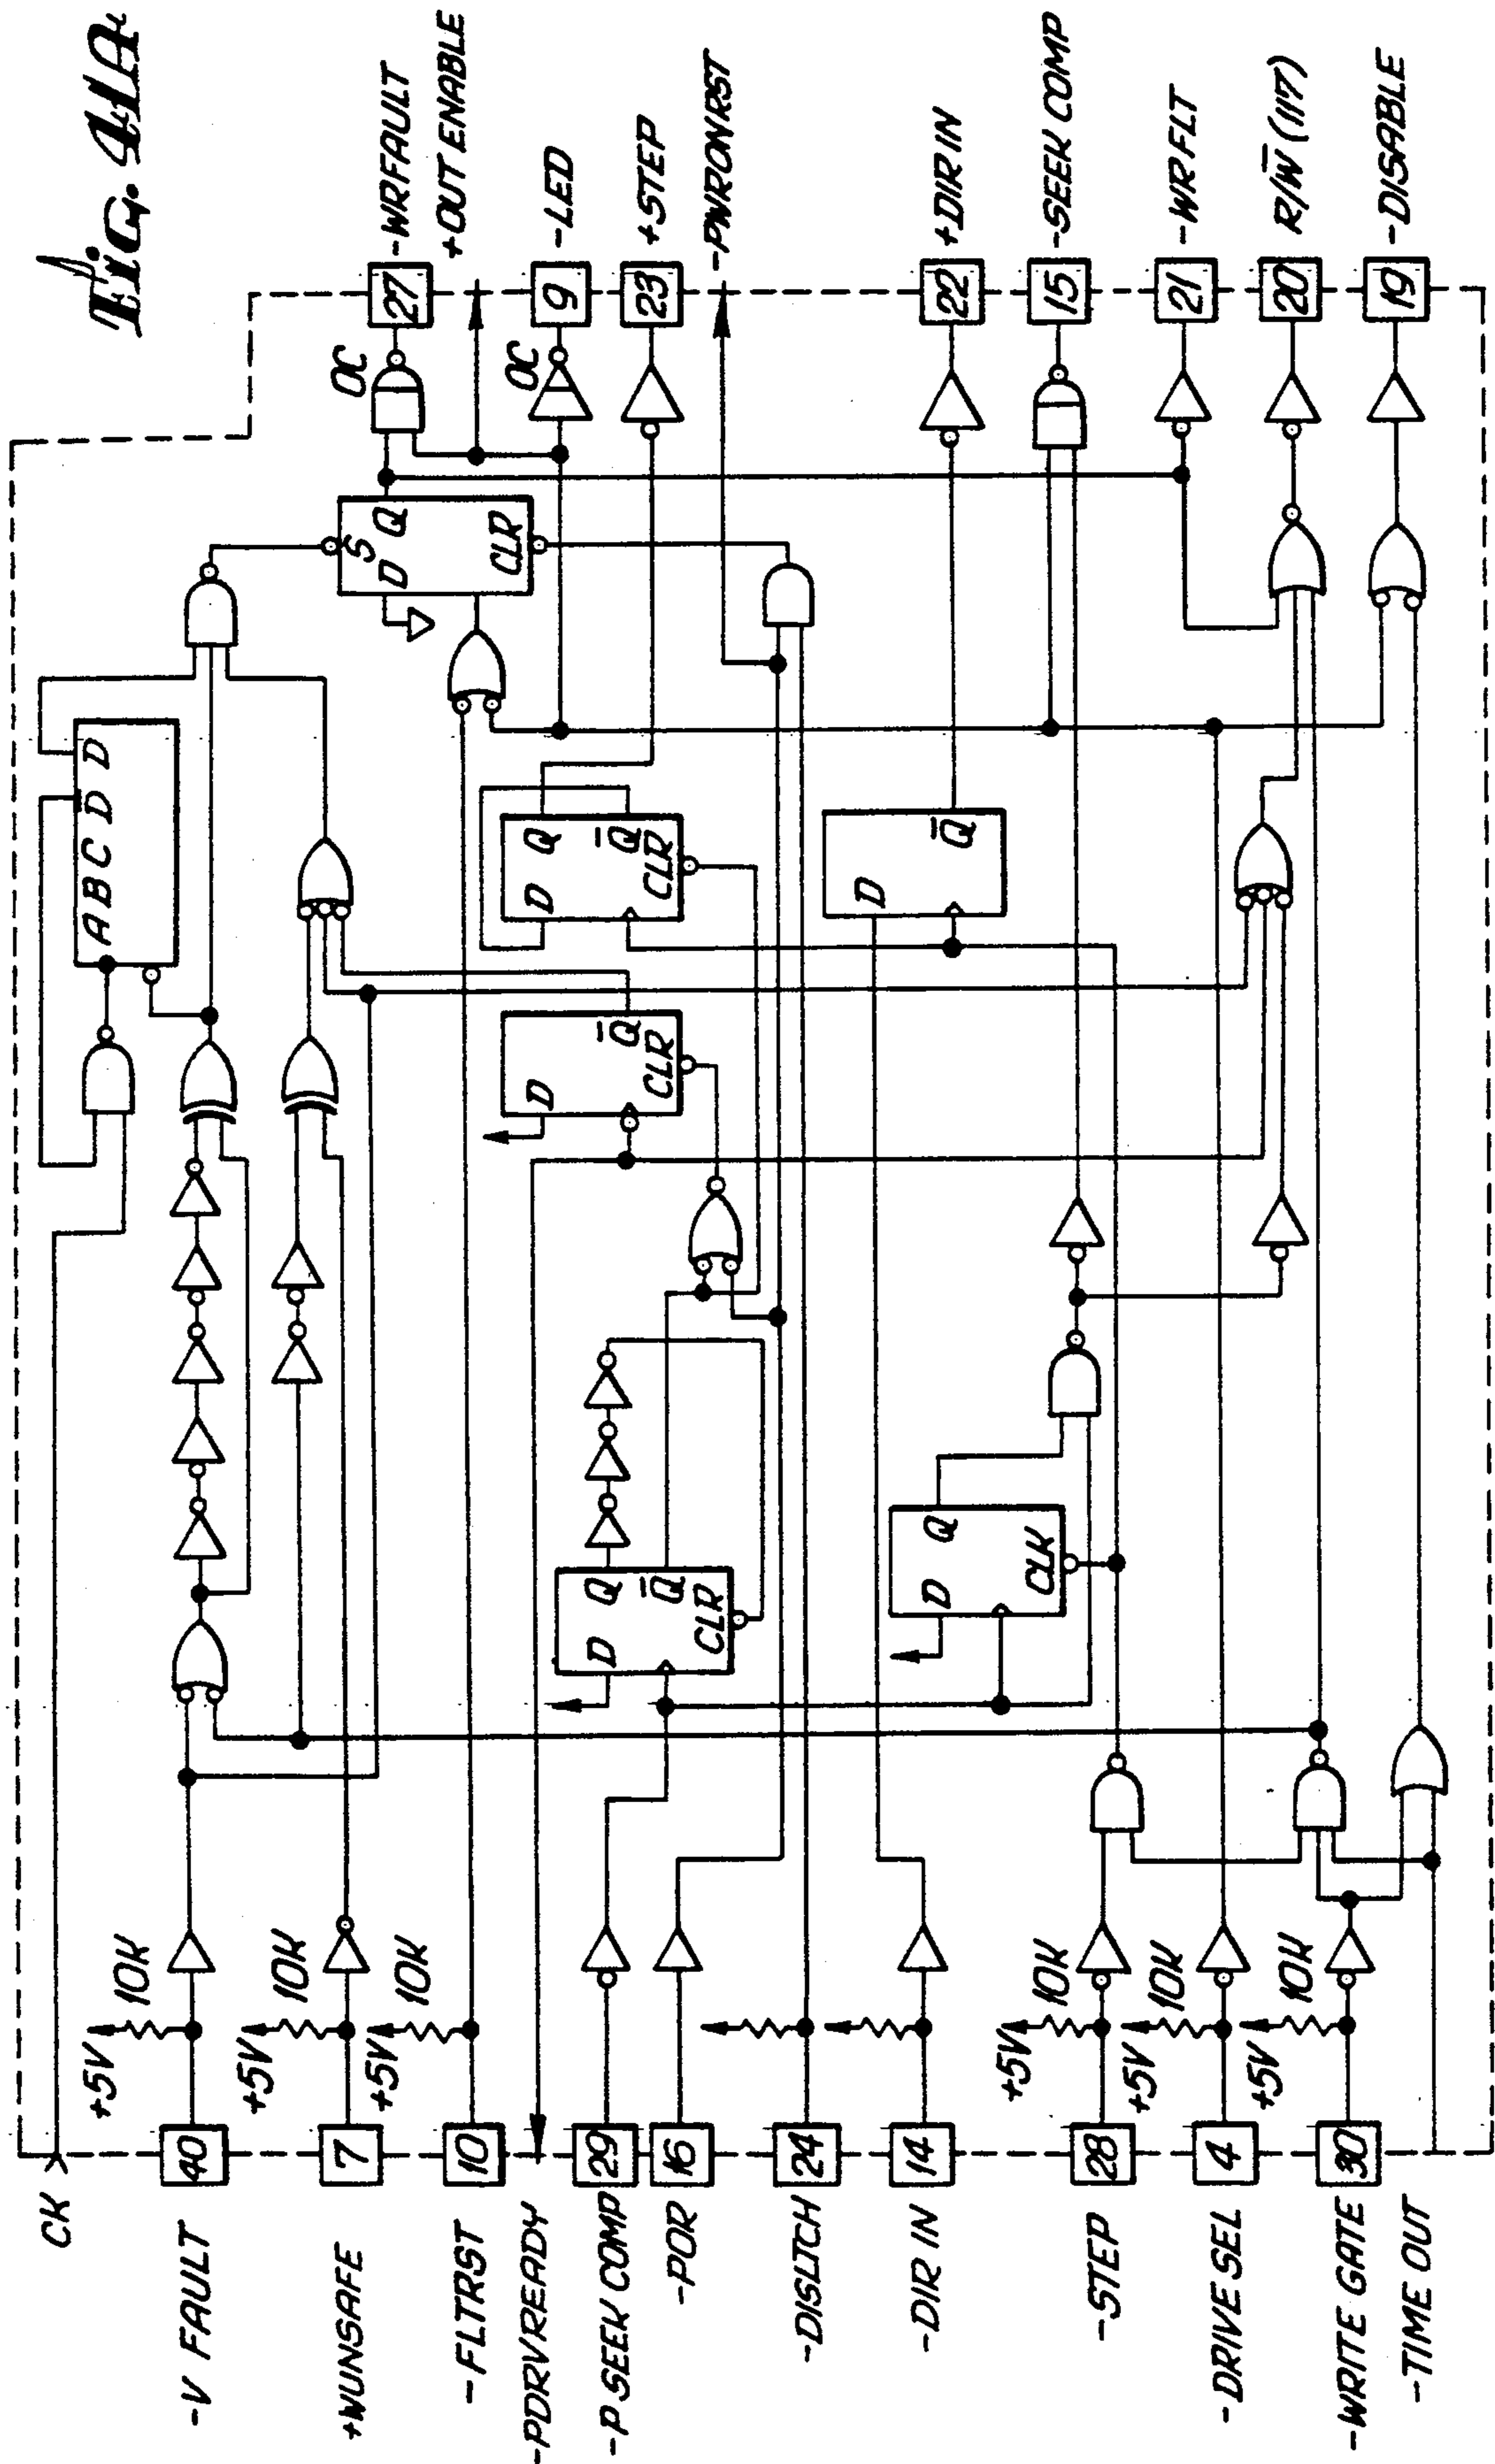 Fig. 41A
CK
-V FAULT
40
+5V
10K
+WUNSAFE
7
+5V
10K
-FLTRST
10
+5V
10K
-PDRVREADY
-P SEEK COMP
29
-POR
16
-DISLTCH
24
-DIR IN
14
-STEP
28
+5V
10K
-DRIVE SEL
4
+5V
10K
-WRITE GATE
30
+5V
10K
-TIME OUT
A B C D D
D Q
Q̅
CLR
D Q
CLK
D
Q̅
CLR
D Q
Q̅
CLR
D
Q̅
S
D Q
CLR
OC
27
-WRFAULT
+OUT ENABLE
OC
9
-LED
23
+STEP
-PWRONRST
22
+DIR IN
15
-SEEK COMP
21
-WRFLT
20
R/W̅ (117)
19
-DISABLE